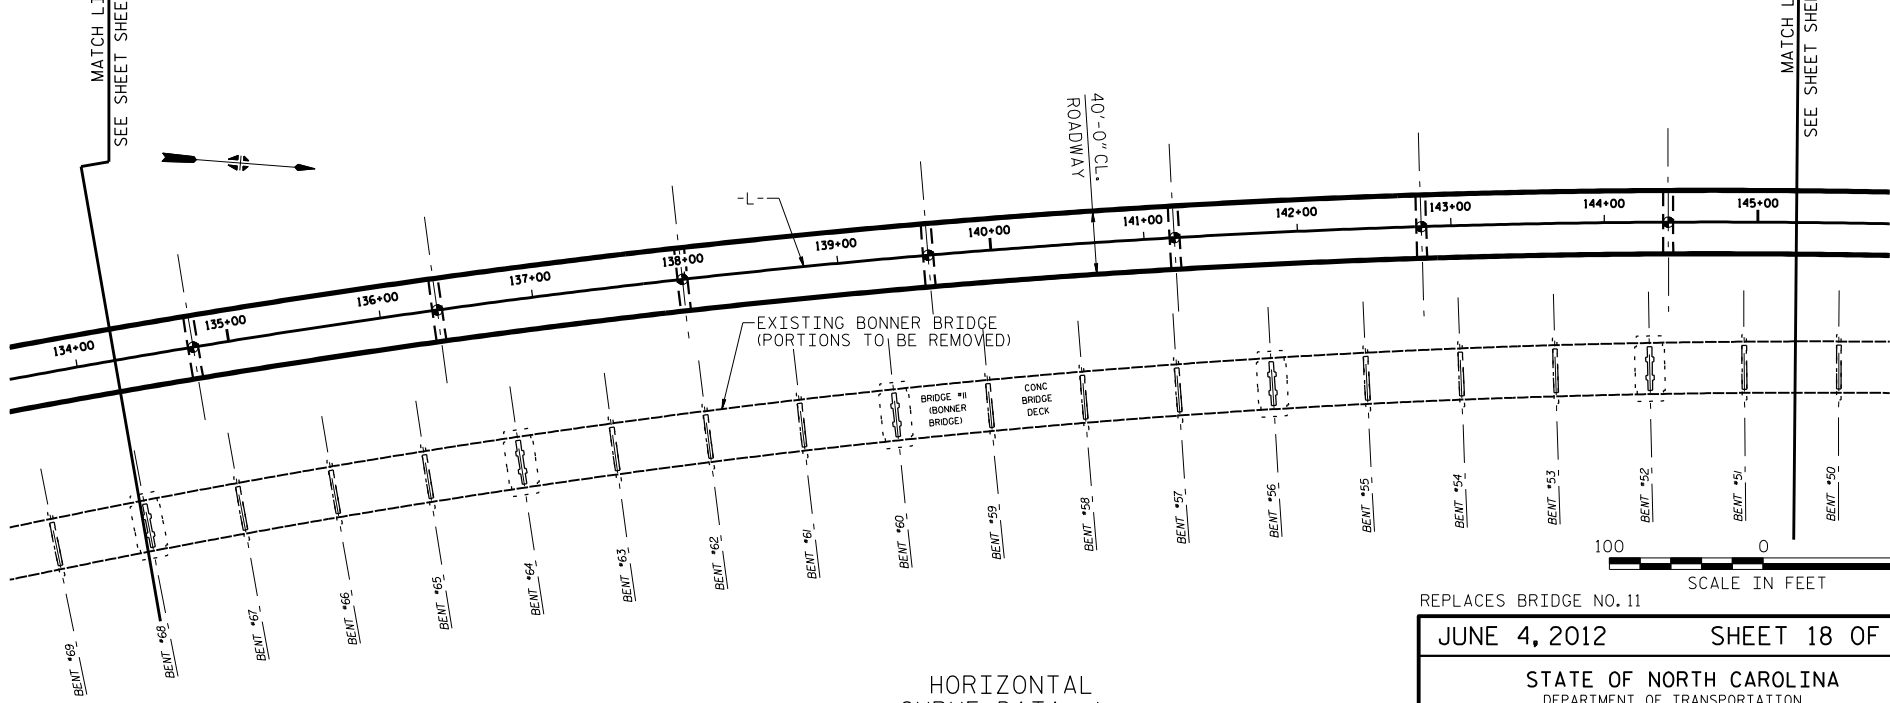 MATCH
SEE SHEET
MATCH
SEE SHEET
40'-0" CL.
ROADWAY
-L-
134+00
135+00
136+00
137+00
138+00
139+00
140+00
141+00
142+00
143+00
144+00
145+00
EXISTING BONNER BRIDGE
(PORTIONS TO BE REMOVED)
BRIDGE #11
(BONNER
BRIDGE)
CONC
BRIDGE
DECK
BENT #69
BENT #68
BENT #67
BENT #66
BENT #65
BENT #64
BENT #63
BENT #62
BENT #61
BENT #60
BENT #59
BENT #58
BENT #57
BENT #56
BENT #55
BENT #54
BENT #53
BENT #52
BENT #51
BENT #50
100 0
SCALE IN FEET
REPLACES BRIDGE NO. 11
JUNE 4, 2012 SHEET 18 OF
STATE OF NORTH CAROLINA
DEPARTMENT OF TRANSPORTATION
HORIZONTAL